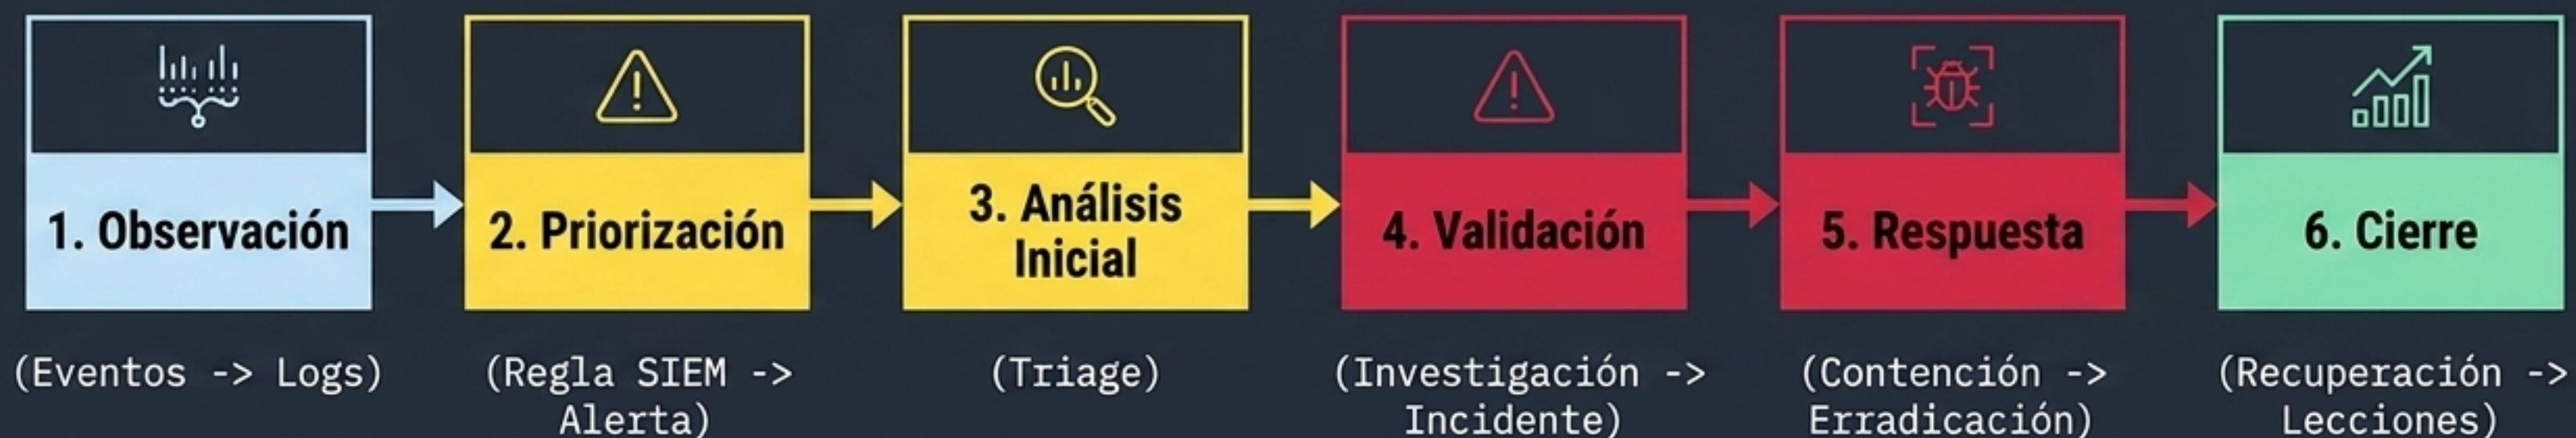 1. Observación
2. Priorización
3. Análisis
Inicial
4. Validación
5. Respuesta
6. Cierre
(Eventos -> Logs)
(Regla SIEM ->
Alerta)
(Triage)
(Investigación ->
Incidente)
(Contención ->
Erradicación)
(Recuperación ->
Lecciones)